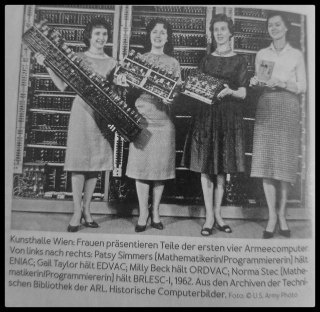 Kunsthalle Wien: Frauen präsentieren Teile der ersten vier Armeecomputer
Von links nach rechts: Patsy Simmers (Mathematikerin/Programmiererin) hält
ENIAC; Gail Taylor hält EDVAC; Milly Beck hält ORDVAC; Norma Stec (Mathe-
matikerin/Programmiererin) hält BRLESC-I, 1962. Aus den Archiven der Techni-
schen Bibliothek der ARL. Historische Computerbilder. Foto: © U.S. Army Photo